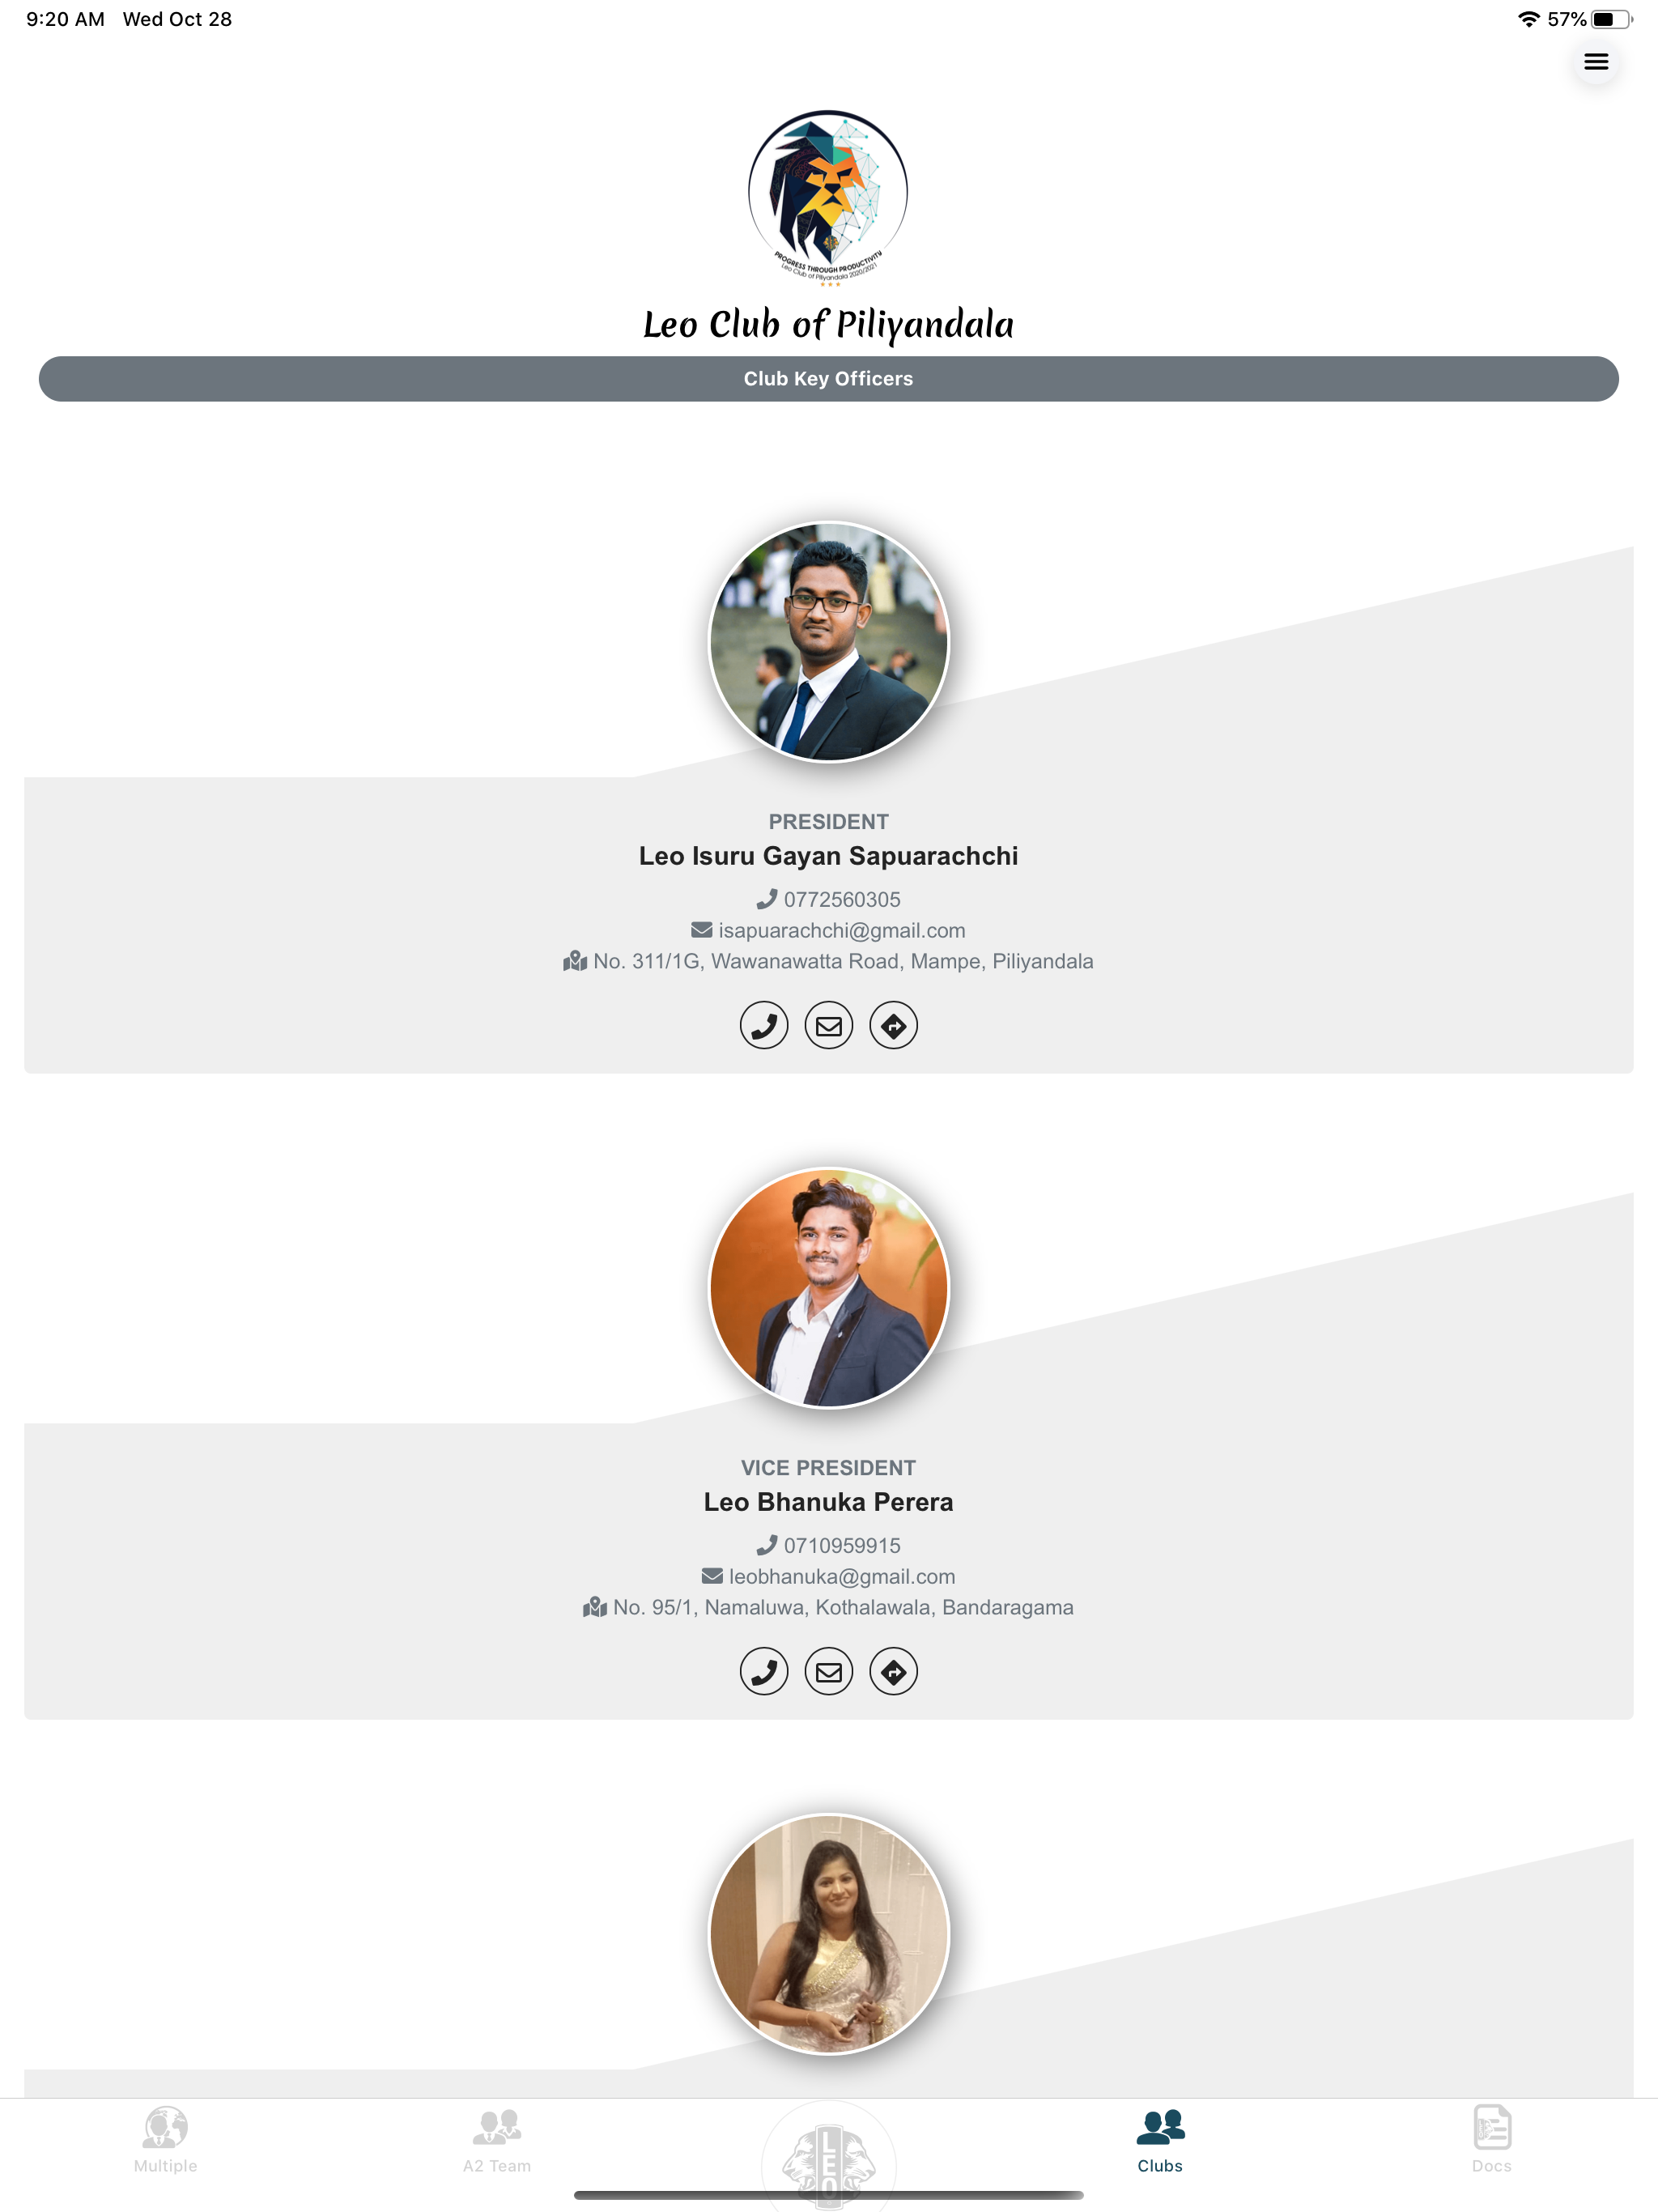 9:20 AM Wed Oct 28
57%
PROGRESS THROUGH PRODUCTIVITY
Leo Club of Piliyandala 2020/2021
Leo Club of Piliyandala
Club Key Officers
PRESIDENT
Leo Isuru Gayan Sapuarachchi
0772560305
isapuarachchi@gmail.com
No. 311/1G, Wawanawatta Road, Mampe, Piliyandala
VICE PRESIDENT
Leo Bhanuka Perera
0710959915
leobhanuka@gmail.com
No. 95/1, Namaluwa, Kothalawala, Bandaragama
LEO
Multiple
A2 Team
Clubs
Docs